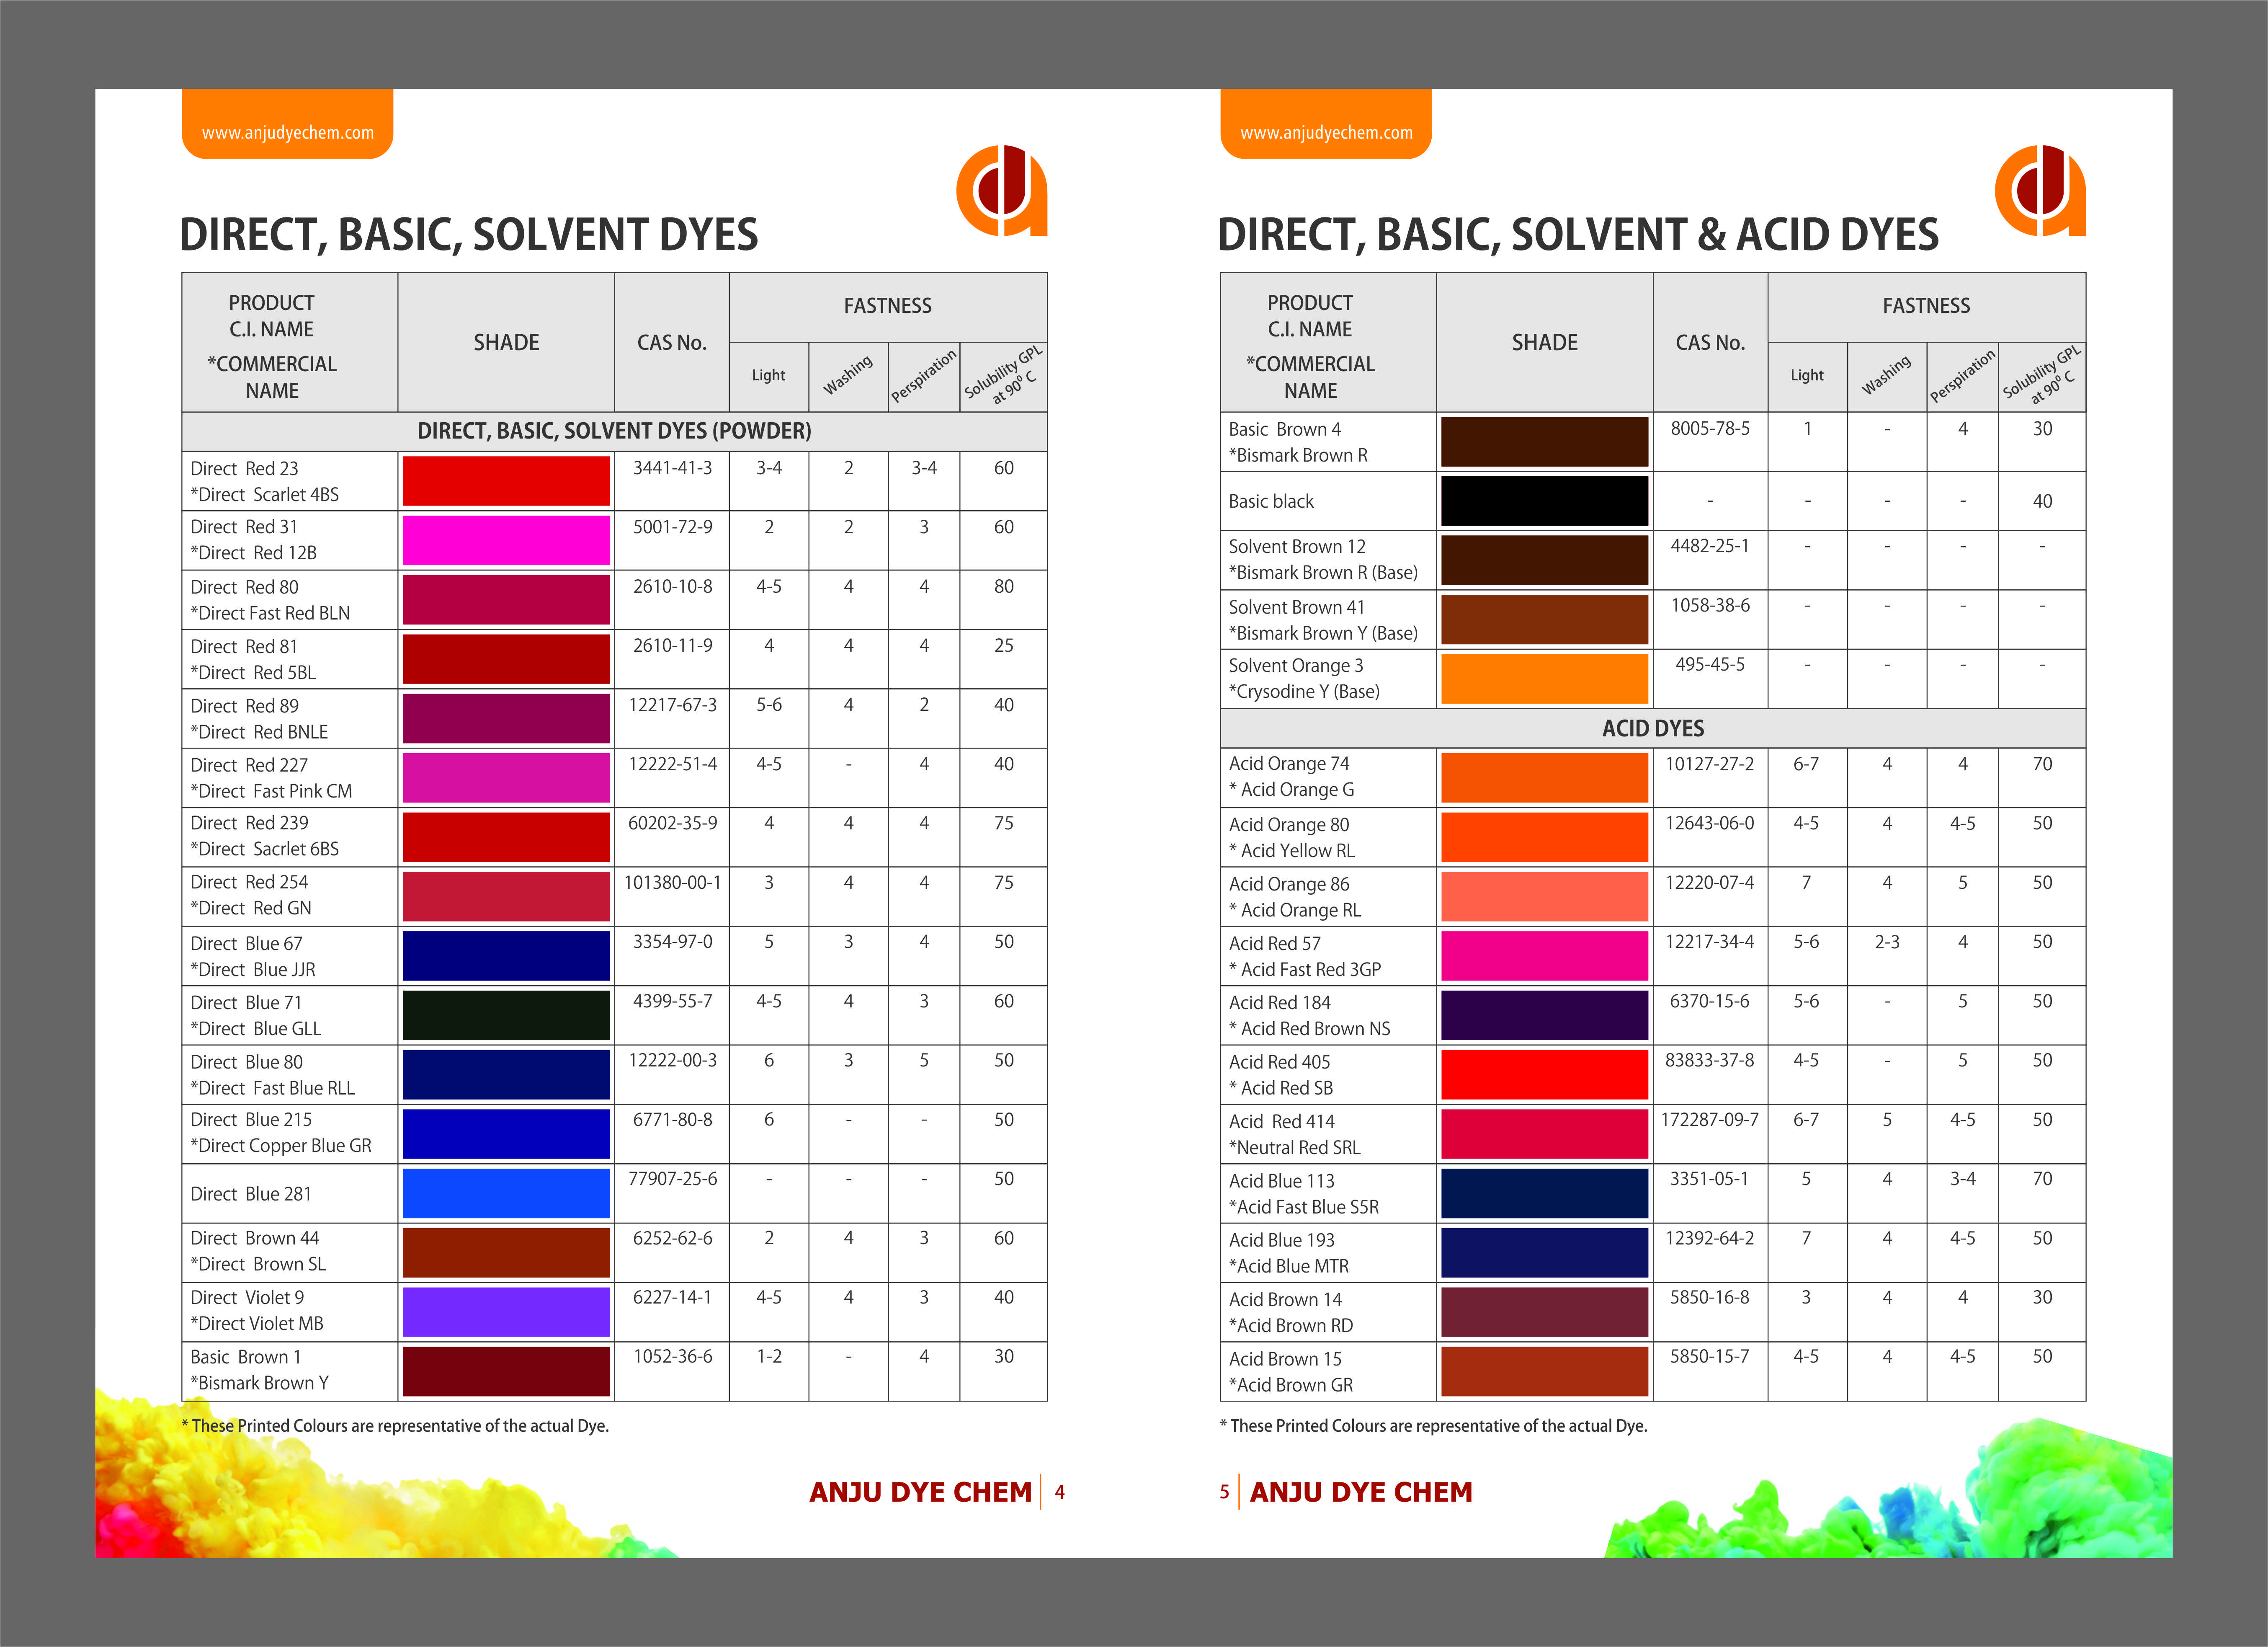 www.anjudyechem.com
DIRECT, BASIC, SOLVENT DYES
PRODUCT
C.I. NAME
*COMMERCIAL
NAME
SHADE
CAS No.
FASTNESS
Light
Washing
Perspiration
Solubility GPL
at 90⁰ C
DIRECT, BASIC, SOLVENT DYES (POWDER)
Direct Red 23
*Direct Scarlet 4BS
3441-41-3 3-4 2 3-4 60
Direct Red 31
*Direct Red 12B
5001-72-9 2 2 3 60
Direct Red 80
*Direct Fast Red BLN
2610-10-8 4-5 4 4 80
Direct Red 81
*Direct Red 5BL
2610-11-9 4 4 4 25
Direct Red 89
*Direct Red BNLE
12217-67-3 5-6 4 2 40
Direct Red 227
*Direct Fast Pink CM
12222-51-4 4-5 - 4 40
Direct Red 239
*Direct Sacrlet 6BS
60202-35-9 4 4 4 75
Direct Red 254
*Direct Red GN
101380-00-1 3 4 4 75
Direct Blue 67
*Direct Blue JJR
3354-97-0 5 3 4 50
Direct Blue 71
*Direct Blue GLL
4399-55-7 4-5 4 3 60
Direct Blue 80
*Direct Fast Blue RLL
12222-00-3 6 3 5 50
Direct Blue 215
*Direct Copper Blue GR
6771-80-8 6 - - 50
Direct Blue 281
77907-25-6 - - - 50
Direct Brown 44
*Direct Brown SL
6252-62-6 2 4 3 60
Direct Violet 9
*Direct Violet MB
6227-14-1 4-5 4 3 40
Basic Brown 1
*Bismark Brown Y
1052-36-6 1-2 - 4 30
* These Printed Colours are representative of the actual Dye.
ANJU DYE CHEM 4
www.anjudyechem.com
DIRECT, BASIC, SOLVENT & ACID DYES
PRODUCT
C.I. NAME
*COMMERCIAL
NAME
SHADE
CAS No.
FASTNESS
Light
Washing
Perspiration
Solubility GPL
at 90⁰ C
Basic Brown 4
*Bismark Brown R
8005-78-5 1 - 4 30
Basic black
- - - - 40
Solvent Brown 12
*Bismark Brown R (Base)
4482-25-1 - - - -
Solvent Brown 41
*Bismark Brown Y (Base)
1058-38-6 - - - -
Solvent Orange 3
*Crysodine Y (Base)
495-45-5 - - - -
ACID DYES
Acid Orange 74
* Acid Orange G
10127-27-2 6-7 4 4 70
Acid Orange 80
* Acid Yellow RL
12643-06-0 4-5 4 4-5 50
Acid Orange 86
* Acid Orange RL
12220-07-4 7 4 5 50
Acid Red 57
* Acid Fast Red 3GP
12217-34-4 5-6 2-3 4 50
Acid Red 184
* Acid Red Brown NS
6370-15-6 5-6 - 5 50
Acid Red 405
* Acid Red SB
83833-37-8 4-5 - 5 50
Acid Red 414
*Neutral Red SRL
172287-09-7 6-7 5 4-5 50
Acid Blue 113
*Acid Fast Blue S5R
3351-05-1 5 4 3-4 70
Acid Blue 193
*Acid Blue MTR
12392-64-2 7 4 4-5 50
Acid Brown 14
*Acid Brown RD
5850-16-8 3 4 4 30
Acid Brown 15
*Acid Brown GR
5850-15-7 4-5 4 4-5 50
* These Printed Colours are representative of the actual Dye.
5 ANJU DYE CHEM